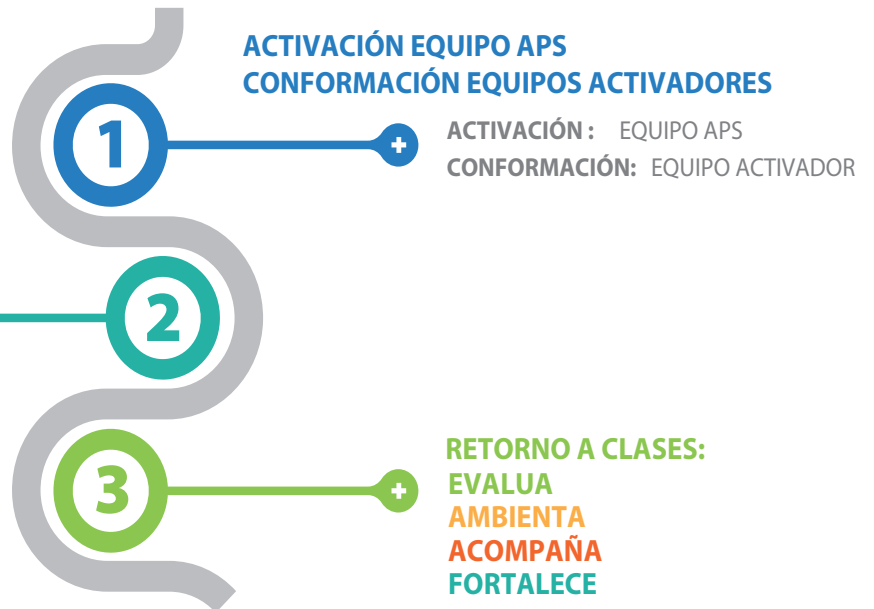 ACTIVACIÓN EQUIPO APS
CONFORMACIÓN EQUIPOS ACTIVADORES
1
ACTIVACIÓN : EQUIPO APS
CONFORMACIÓN: EQUIPO ACTIVADOR
2
3
RETORNO A CLASES:
EVALUA
AMBIENTA
ACOMPAÑA
FORTALECE